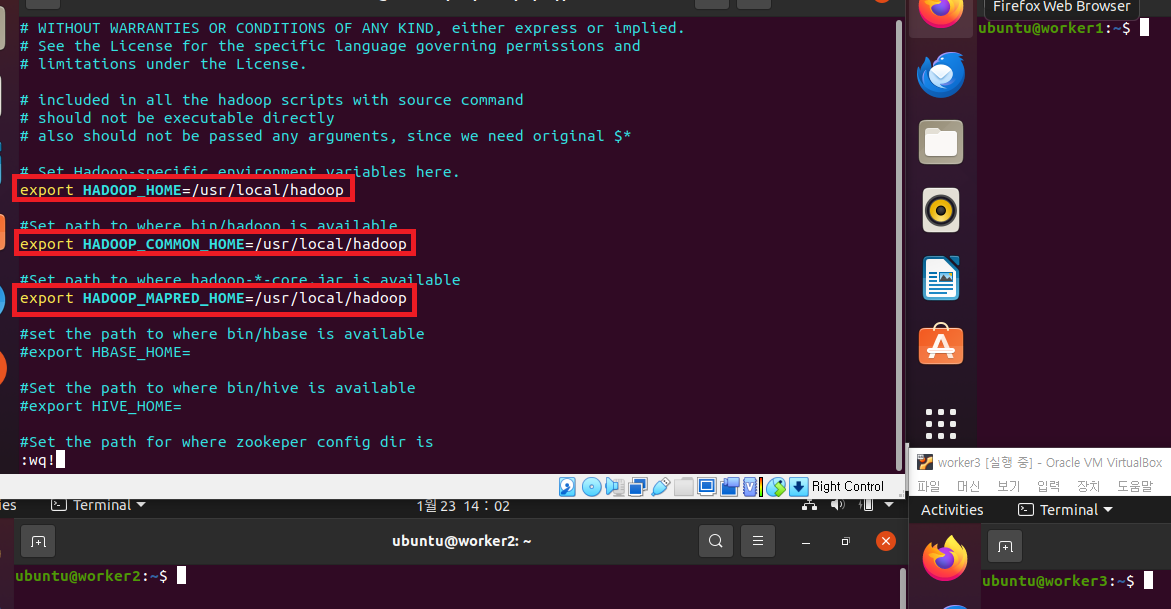 # WITHOUT WARRANTIES OR CONDITIONS OF ANY KIND, either express or implied.
# See the License for the specific language governing permissions and
# limitations under the License.
# included in all the hadoop scripts with source command
# should not be executable directly
# also should not be passed any arguments, since we need original $*
# Set Hadoop-specific environment variables here.
export HADOOP_HOME=/usr/local/hadoop
#Set path to where bin/hadoop is available
export HADOOP_COMMON_HOME=/usr/local/hadoop
#Set path to where hadoop-*-core.jar is available
export HADOOP_MAPRED_HOME=/usr/local/hadoop
#set the path to where bin/hbase is available
#export HBASE_HOME=
#Set the path to where bin/hive is available
#export HIVE_HOME=
#Set the path for where zookeper config dir is
:wq!
Right Control
Firefox Web Browser
ubuntu@worker1:~$
Terminal
1월 23 14:02
ubuntu@worker2: ~
ubuntu@worker2:~$
worker3 [실행 중] - Oracle VM VirtualBox
파일 머신 보기 입력 장치 도움말
Activities Terminal
ubuntu@worker3:~$